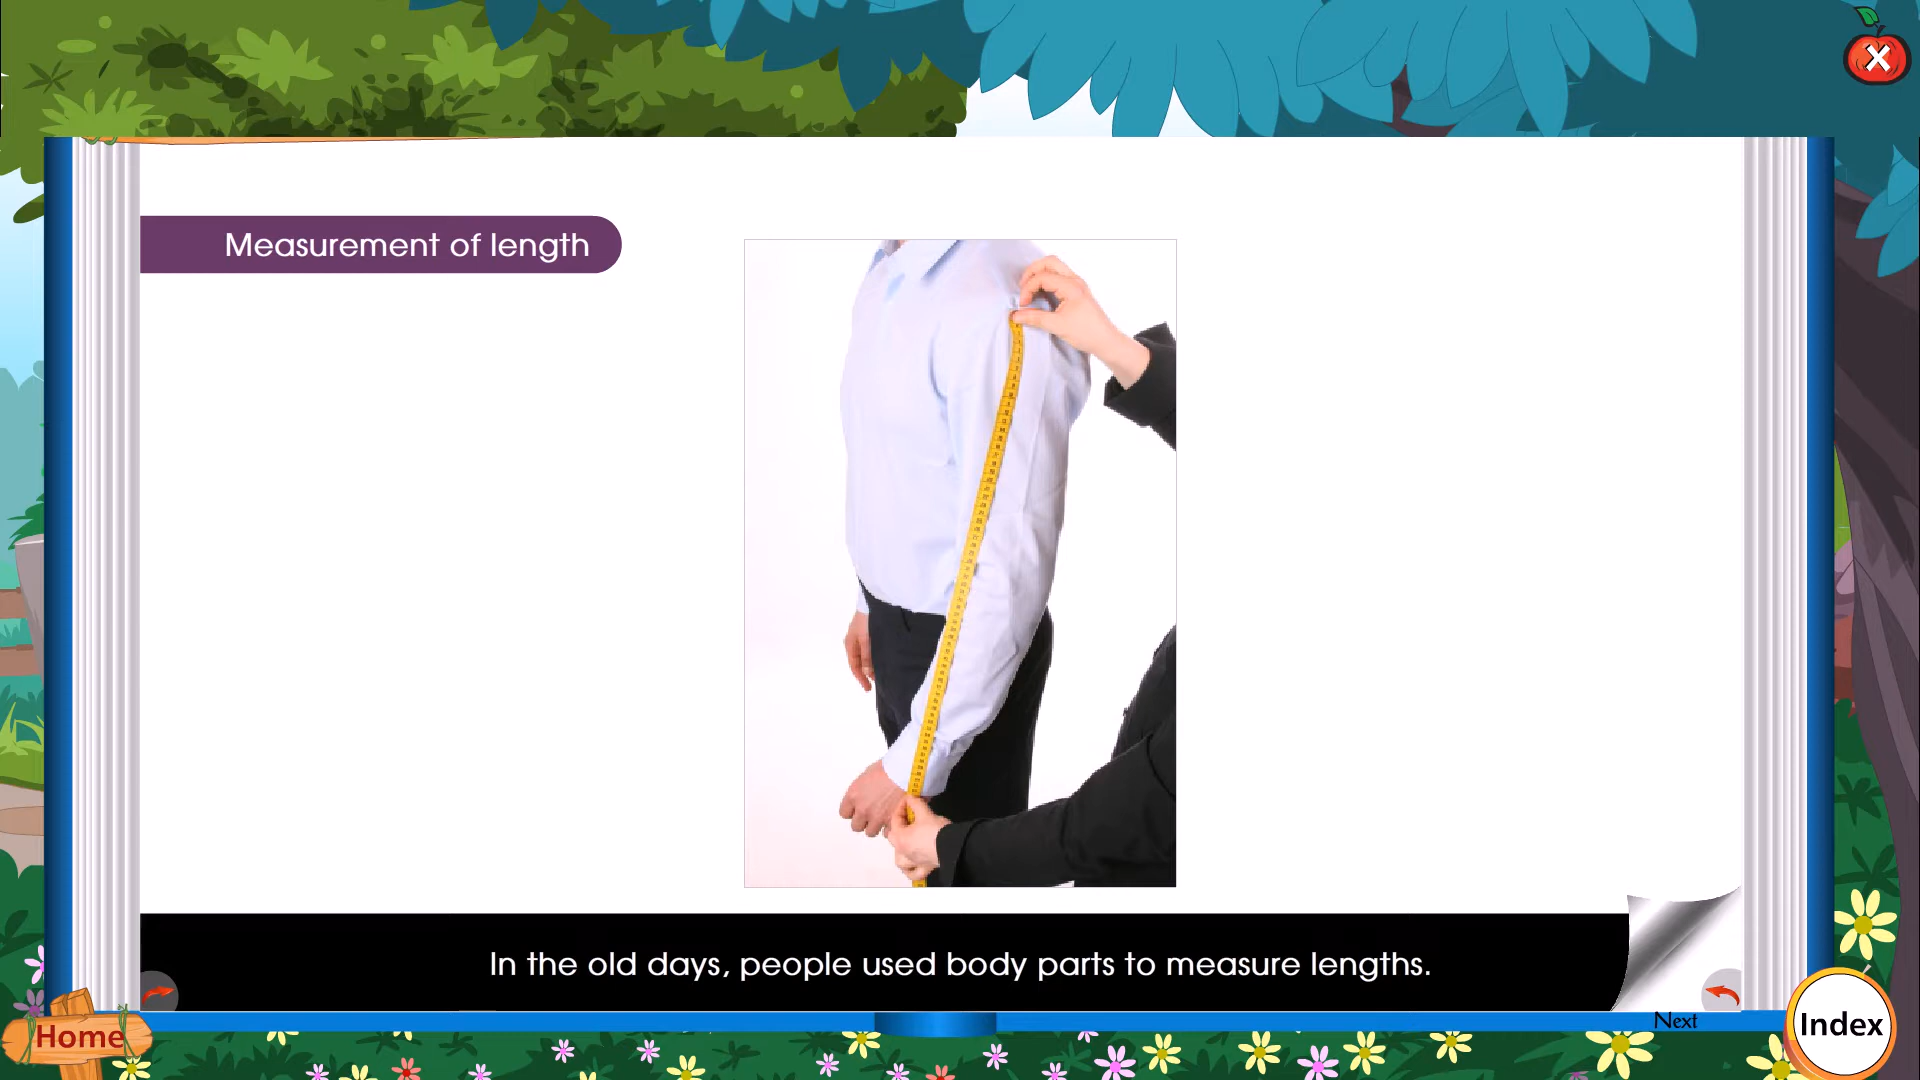 Measurement of length
In the old days, people used body parts to measure lengths.
Home
Next
Index